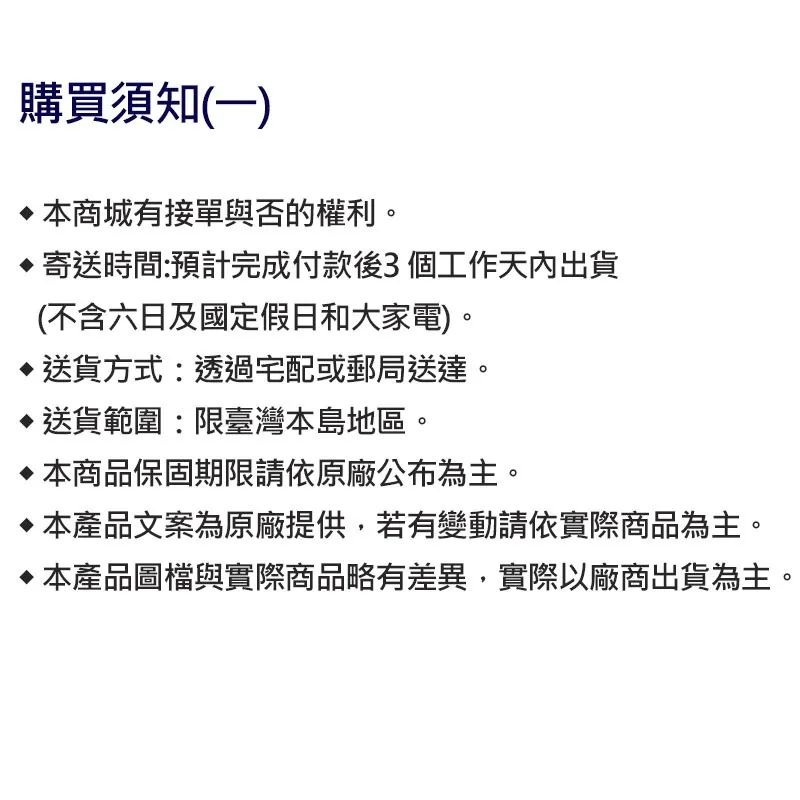 購買須知(一)
◆ 本商城有接單與否的權利。
◆ 寄送時間:預計完成付款後3 個工作天內出貨
(不含六日及國定假日和大家電)。
◆ 送貨方式：透過宅配或郵局送達。
◆ 送貨範圍：限臺灣本島地區。
◆ 本商品保固期限請依原廠公布為主。
◆ 本產品文案為原廠提供，若有變動請依實際商品為主。
◆ 本產品圖檔與實際商品略有差異，實際以廠商出貨為主。